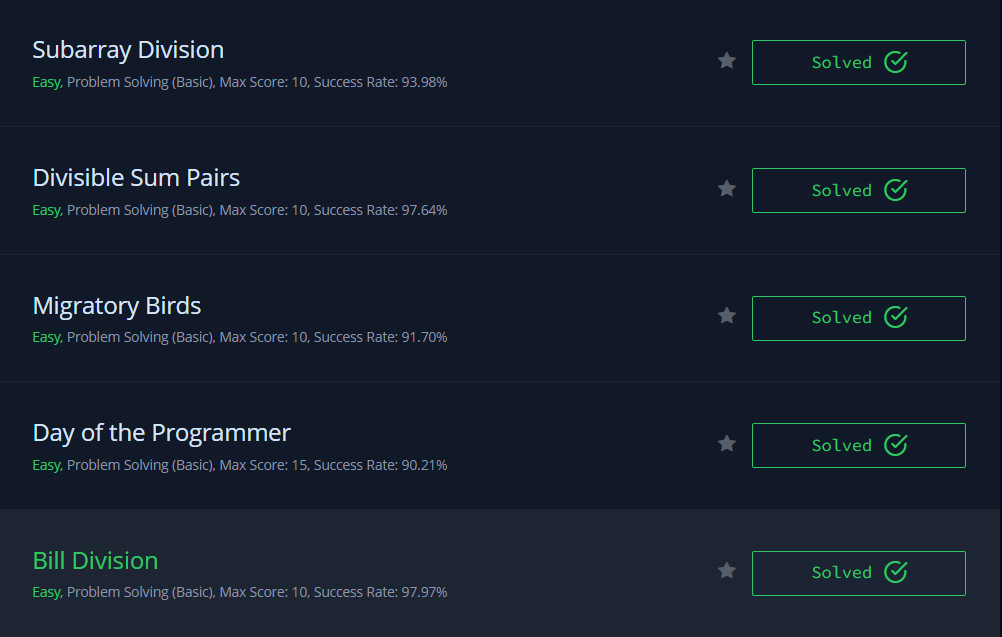 Subarray Division
Solved
Easy, Problem Solving (Basic), Max Score: 10, Success Rate: 93.98%
Divisible Sum Pairs
Solved
Easy, Problem Solving (Basic), Max Score: 10, Success Rate: 97.64%
Migratory Birds
Solved
Easy, Problem Solving (Basic), Max Score: 10, Success Rate: 91.70%
Day of the Programmer
Solved
Easy, Problem Solving (Basic), Max Score: 15, Success Rate: 90.21%
Bill Division
Solved
Easy, Problem Solving (Basic), Max Score: 10, Success Rate: 97.97%